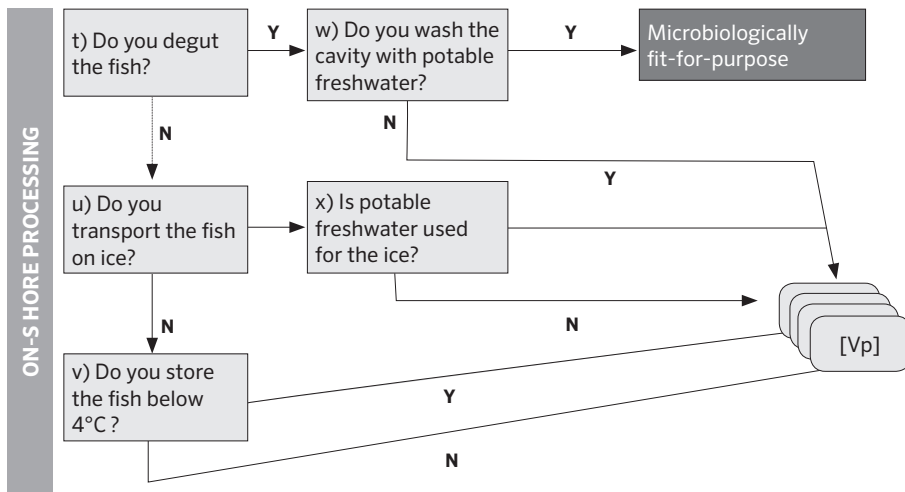 ON-S HORE PROCESSING
t) Do you degut
the fish?
Y
w) Do you wash the
cavity with potable
freshwater?
Y
Microbiologically
fit-for-purpose
N
N
Y
u) Do you
transport the fish
on ice?
x) Is potable
freshwater used
for the ice?
N
N
[Vp]
v) Do you store
the fish below
4°C ?
Y
N